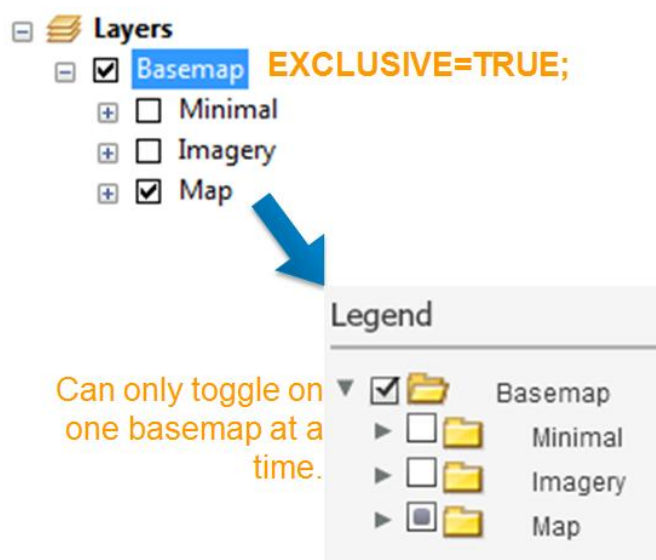 Layers
Basemap EXCLUSIVE=TRUE;
Minimal
Imagery
Map
Legend
Can only toggle on
one basemap at a
time.
Basemap
Minimal
Imagery
Map